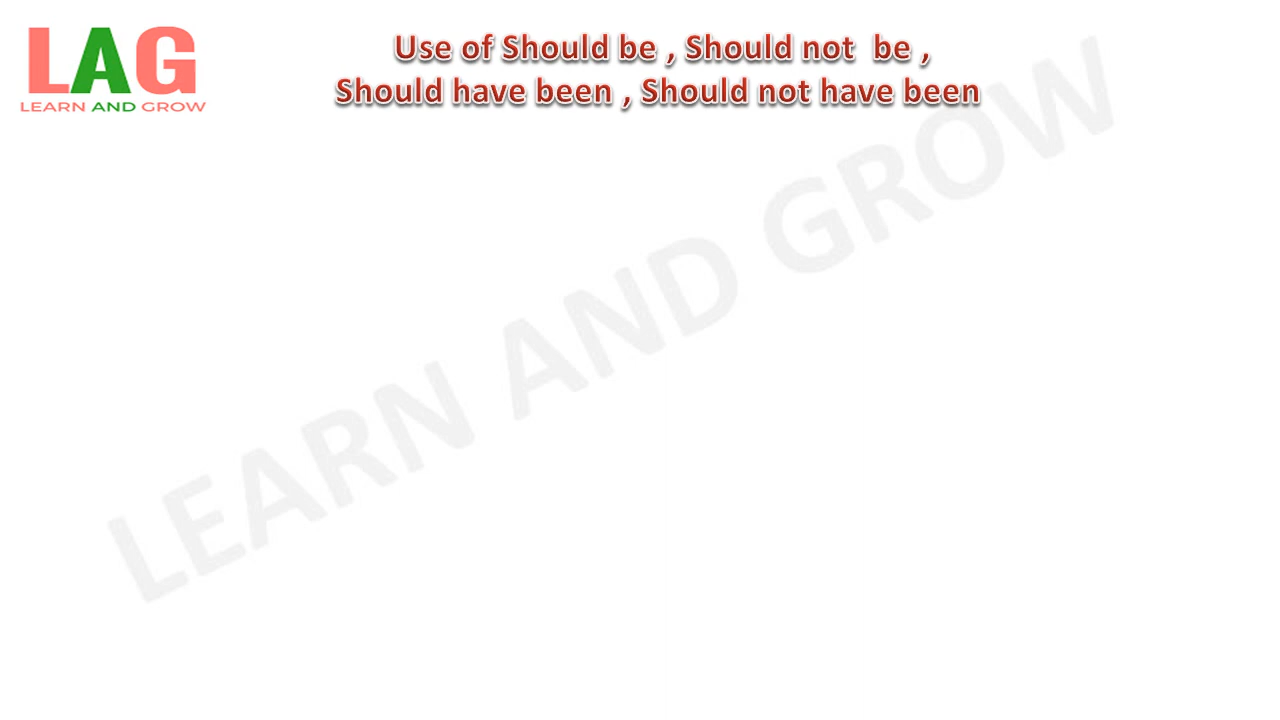 LAG
LEARN AND GROW
Use of Should be , Should not  be ,
Should have been , Should not have been
LEARN AND GROW